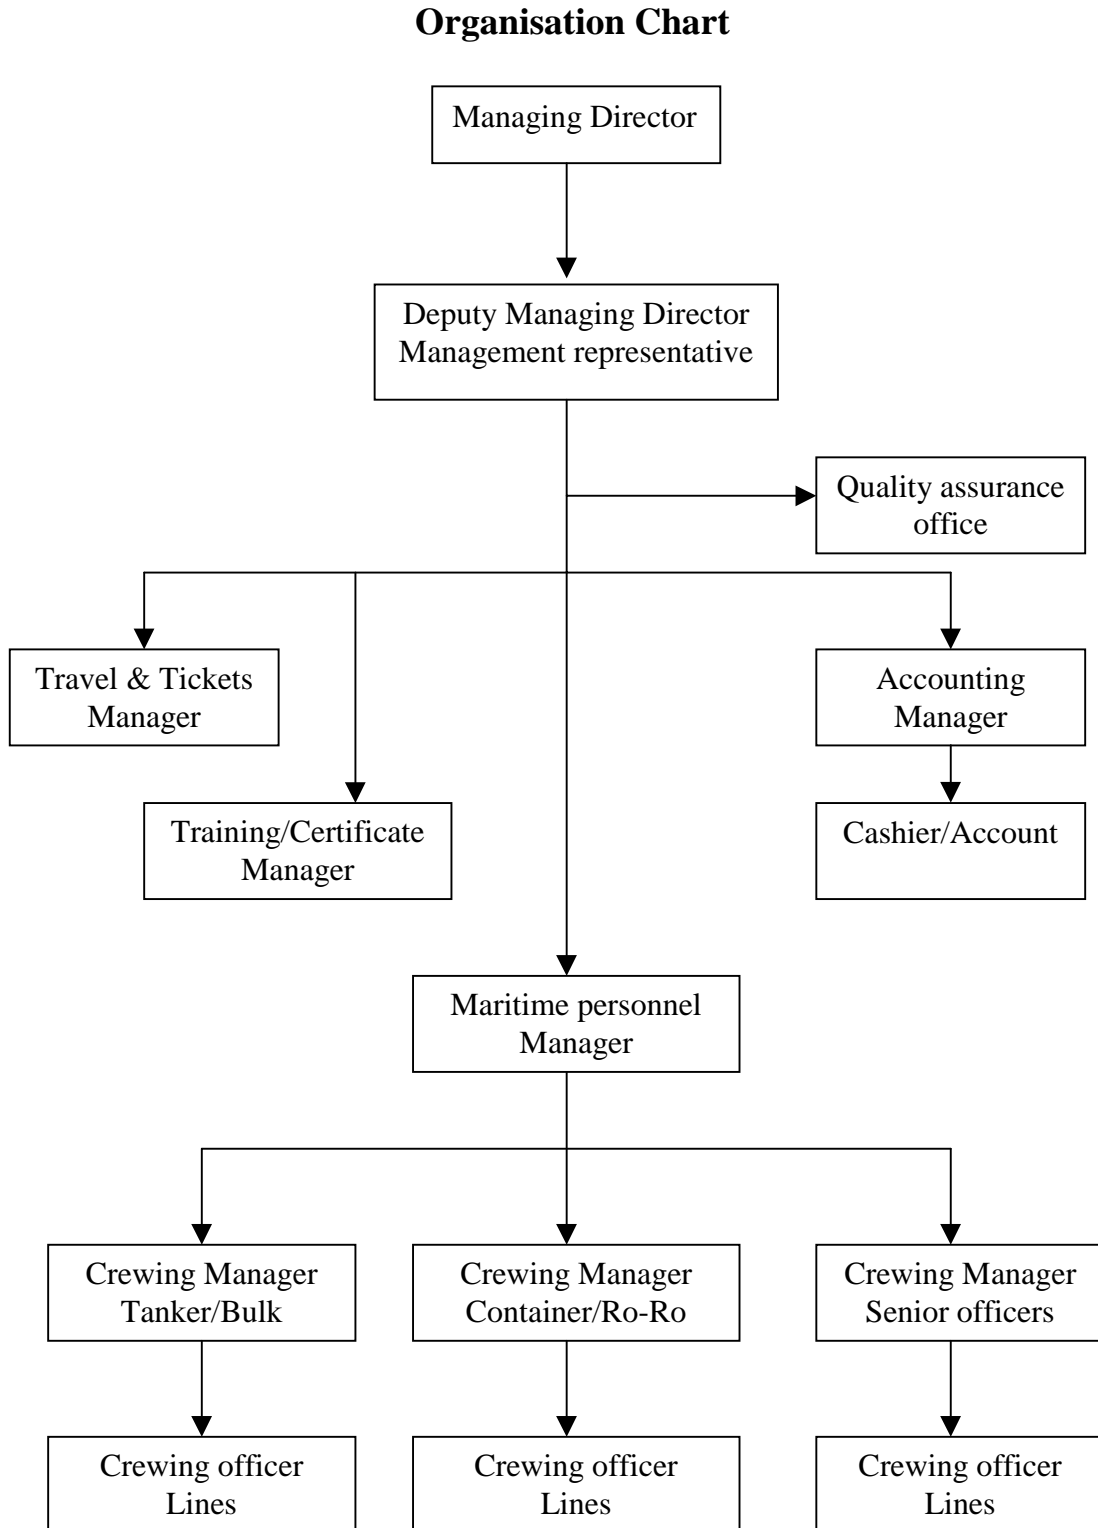 Organisation Chart
Managing Director
Deputy Managing Director
Management representative
Quality assurance
office
Travel & Tickets
Manager
Accounting
Manager
Training/Certificate
Manager
Cashier/Account
Maritime personnel
Manager
Crewing Manager
Tanker/Bulk
Crewing Manager
Container/Ro-Ro
Crewing Manager
Senior officers
Crewing officer
Lines
Crewing officer
Lines
Crewing officer
Lines